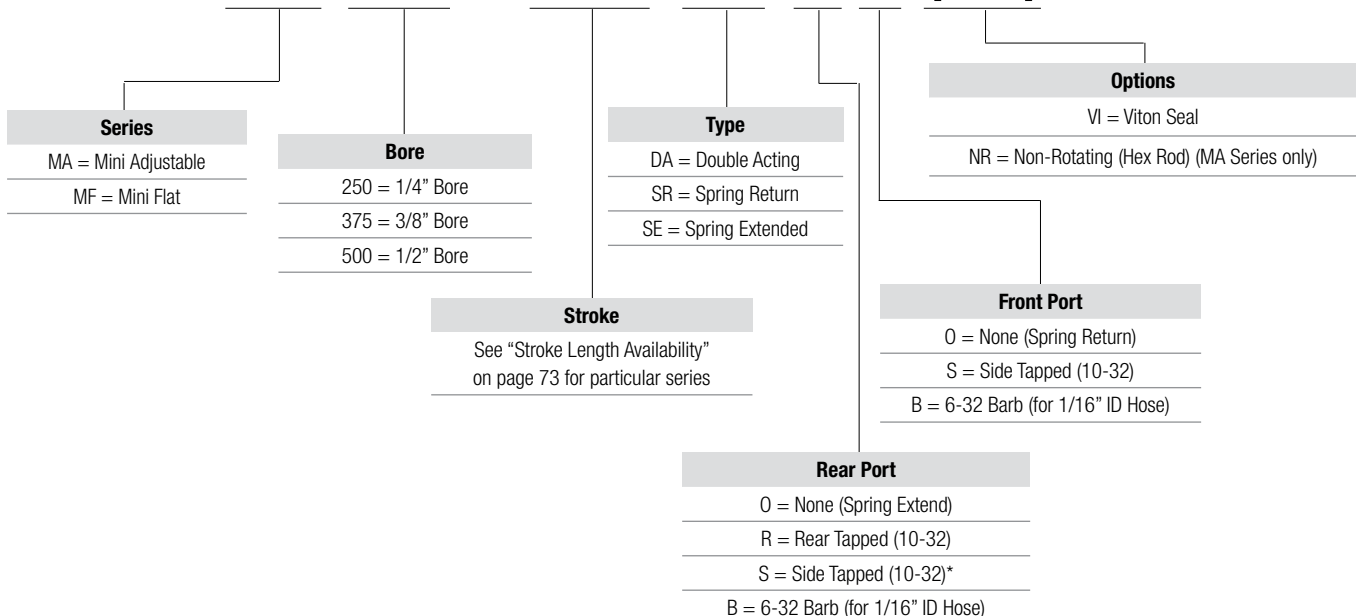 Options
VI = Viton Seal
NR = Non-Rotating (Hex Rod) (MA Series only)
Series
MA = Mini Adjustable
MF = Mini Flat
Bore
250 = 1/4” Bore
375 = 3/8” Bore
500 = 1/2” Bore
Type
DA = Double Acting
SR = Spring Return
SE = Spring Extended
Stroke
See “Stroke Length Availability”
on page 73 for particular series
Front Port
O = None (Spring Return)
S = Side Tapped (10-32)
B = 6-32 Barb (for 1/16” ID Hose)
Rear Port
O = None (Spring Extend)
R = Rear Tapped (10-32)
S = Side Tapped (10-32)*
B = 6-32 Barb (for 1/16” ID Hose)